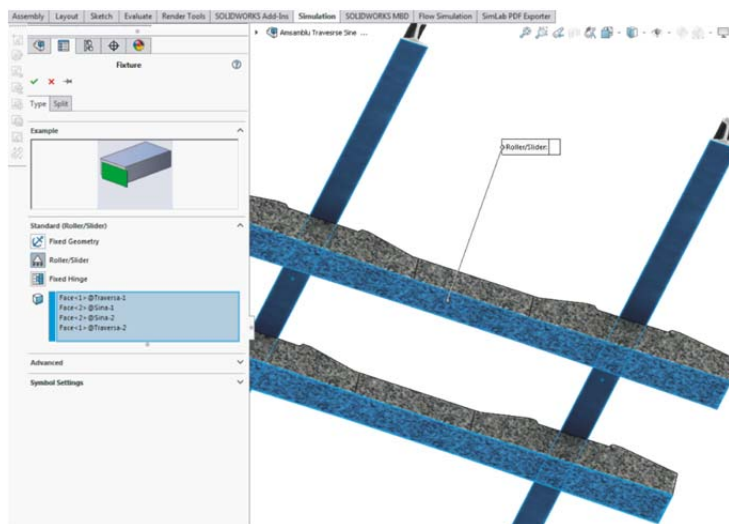 Assembly Layout Sketch Evaluate Render Tools SOLIDWORKS Add-Ins Simulation SOLIDWORKS MBD Flow Simulation SimLab PDF Exporter
Ansamblu Travesrse Sine ...
Fixture
Type Split
Example
Standard (Roller/Slider)
Fixed Geometry
Roller/Slider
Fixed Hinge
Face<1>@Traversa-1
Face<2>@Sina-1
Face<2>@Sina-2
Face<1>@Traversa-2
Advanced
Symbol Settings
Roller/Slider: